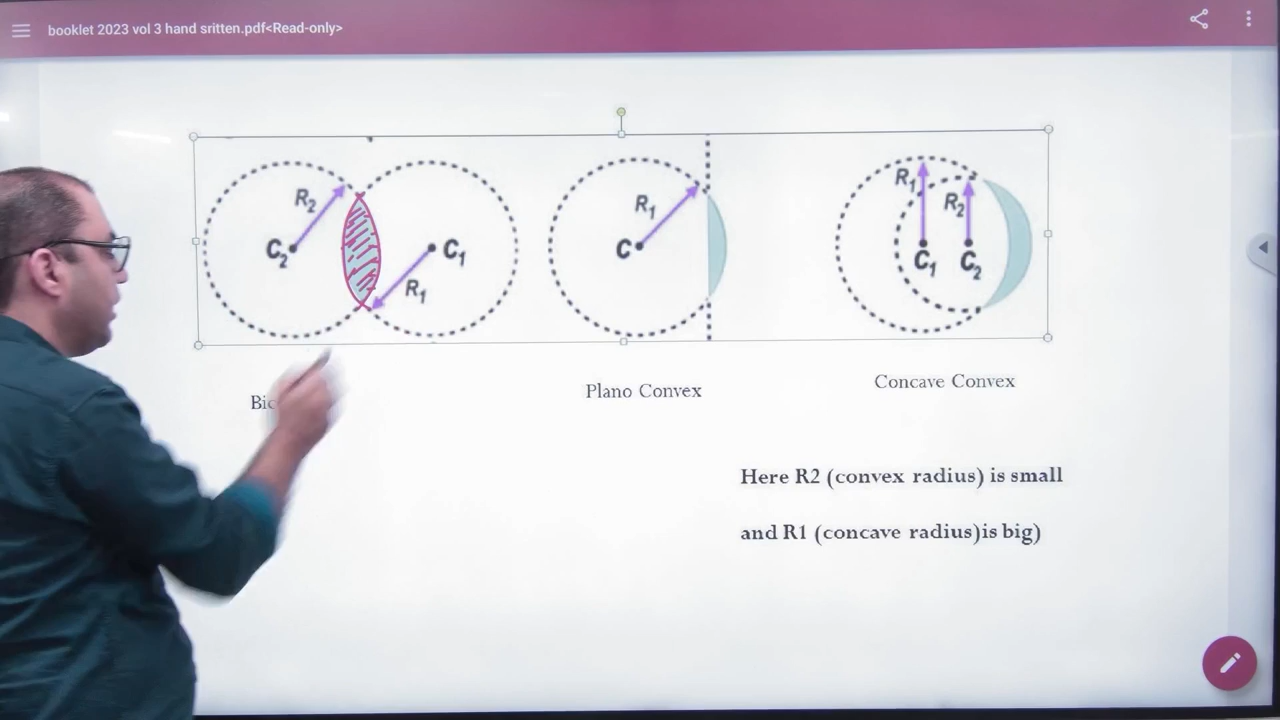 booklet 2023 vol 3 hand sritten.pdf<Read-only>
R2 C2 C1 R1
R1 C
R1 R2 C1 C2
Plano Convex
Concave Convex
Here R2 (convex radius) is small
and R1 (concave radius)is big)